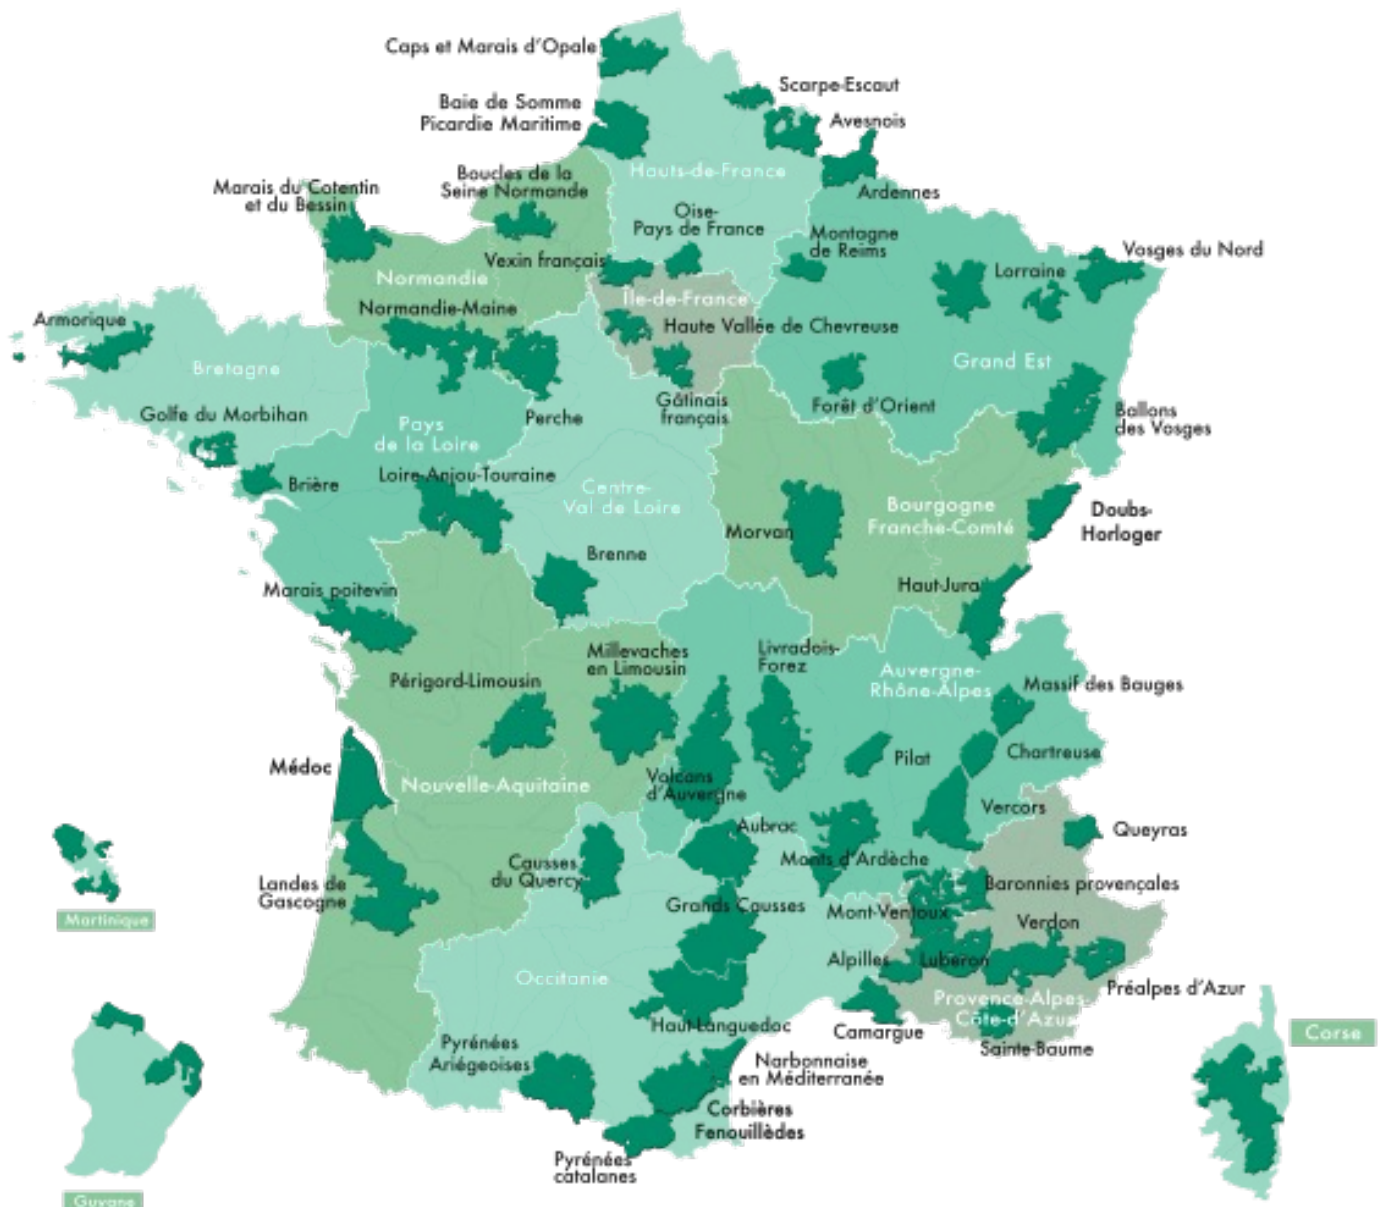 Caps et Marais d'Opale
Scarpe-Escaut
Baie de Somme
Picardie Maritime
Avesnois
Hauts-de-France
Boucles de la
Seine Normande
Marais du Cotentin
et du Bessin
Ardennes
Oise-
Pays de France
Montagne
de Reims
Vosges du Nord
Vexin français
Lorraine
Normandie
Île-de-France
Normandie-Maine
Armorique
Haute Vallée de Chevreuse
Bretagne
Grand Est
Golfe du Morbihan
Perche
Gâtinais
français
Forêt d'Orient
Ballons
des Vosges
Pays
de la Loire
Loire-Anjou-Touraine
Brière
Centre-
Val de Loire
Bourgogne
Franche-Comté
Doubs-
Horloger
Morvan
Brenne
Haut-Jura
Marais poitevin
Millevaches
en Limousin
Livradois-
Forez
Périgord-Limousin
Auvergne-
Rhône-Alpes
Massif des Bauges
Médoc
Pilat
Chartreuse
Nouvelle-Aquitaine
Volcans
d'Auvergne
Vercors
Aubrac
Queyras
Causses
du Quercy
Monts d'Ardèche
Landes de
Gascogne
Baronnies provençales
Martinique
Grands Causses
Mont-Ventoux
Verdon
Alpilles
Luberon
Occitanie
Préalpes d'Azur
Provence-Alpes-
Côte-d'Azur
Haut-Languedoc
Camargue
Corse
Sainte-Baume
Pyrénées
Ariégeoises
Narbonnaise
en Méditerranée
Corbières
Fenouillèdes
Pyrénées
catalanes
Guyane